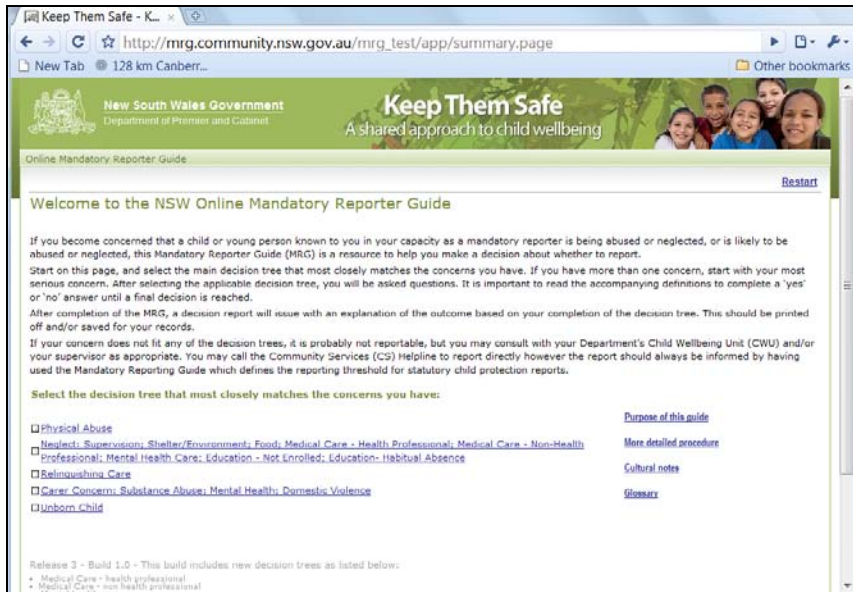 Keep Them Safe - K...
http://mrg.community.nsw.gov.au/mrg_test/app/summary.page
New Tab
128 km Canberr...
Other bookmarks
New South Wales Government
Department of Premier and Cabinet
Keep Them Safe
A shared approach to child wellbeing
Online Mandatory Reporter Guide
Restart
Welcome to the NSW Online Mandatory Reporter Guide
If you become concerned that a child or young person known to you in your capacity as a mandatory reporter is being abused or neglected, or is likely to be
abused or neglected, this Mandatory Reporter Guide (MRG) is a resource to help you make a decision about whether to report.
Start on this page, and select the main decision tree that most closely matches the concerns you have. If you have more than one concern, start with your most
serious concern. After selecting the applicable decision tree, you will be asked questions. It is important to read the accompanying definitions to complete a 'yes'
or 'no' answer until a final decision is reached.
After completion of the MRG, a decision report will issue with an explanation of the outcome based on your completion of the decision tree. This should be printed
off and/or saved for your records.
If your concern does not fit any of the decision trees, it is probably not reportable, but you may consult with your Department's Child Wellbeing Unit (CWU) and/or
your supervisor as appropriate. You may call the Community Services (CS) Helpline to report directly however the report should always be informed by having
used the Mandatory Reporting Guide which defines the reporting threshold for statutory child protection reports.
Select the decision tree that most closely matches the concerns you have:
Physical Abuse
Neglect: Supervision; Shelter/Environment; Food; Medical Care - Health Professional; Medical Care - Non-Health
Professional; Mental Health Care; Education - Not Enrolled; Education- Habitual Absence
Relinquishing Care
Carer Concern: Substance Abuse; Mental Health; Domestic Violence
Unborn Child
Purpose of this guide
More detailed procedure
Cultural notes
Glossary
Release 3 - Build 1.0 - This build includes new decision trees as listed below:
Medical Care - health professional
Medical Care - non health professional